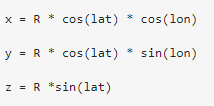 x = R * cos(lat) * cos(lon)
y = R * cos(lat) * sin(lon)
z = R *sin(lat)